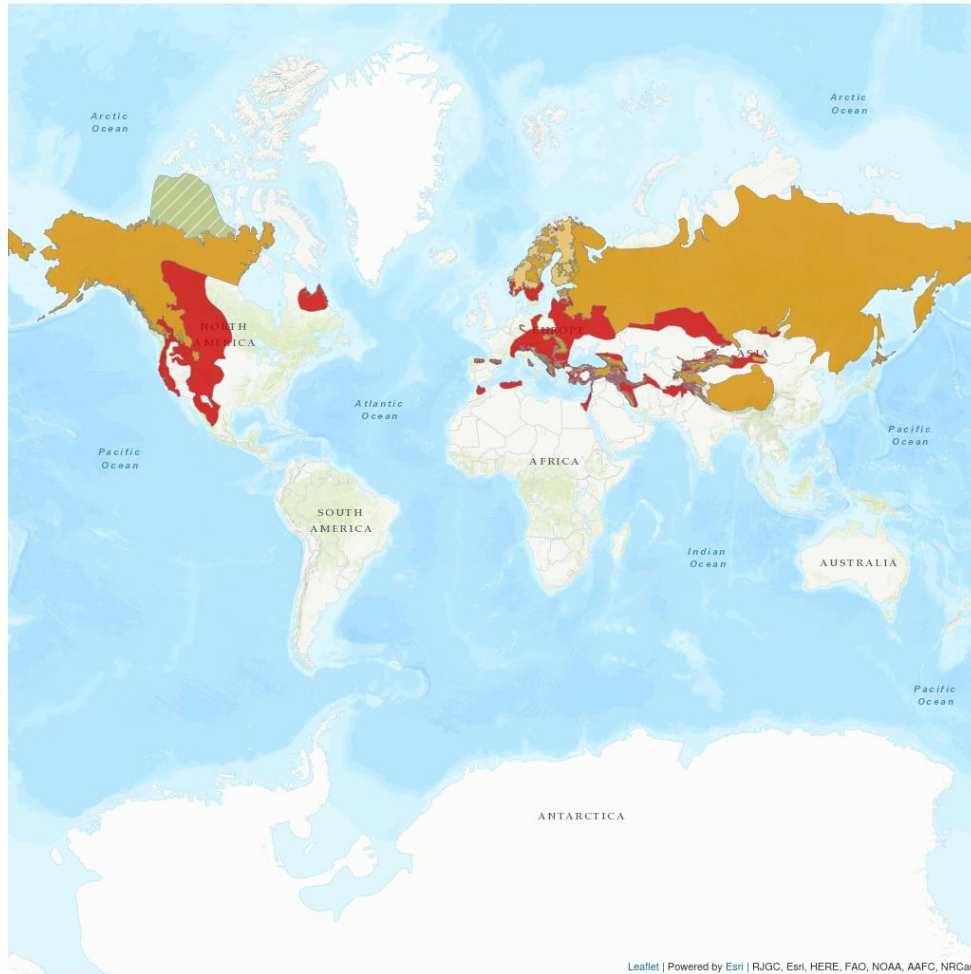 Arctic
Ocean
Arctic
Ocean
NORTH
AMERICA
EUROPE
ASIA
Atlantic
Ocean
Pacific
Ocean
Pacific
Ocean
AFRICA
SOUTH
AMERICA
Indian
Ocean
AUSTRALIA
Pacific
Ocean
ANTARCTICA
Leaflet | Powered by Esri | RJGC, Esri, HERE, FAO, NOAA, AAFC, NRCan